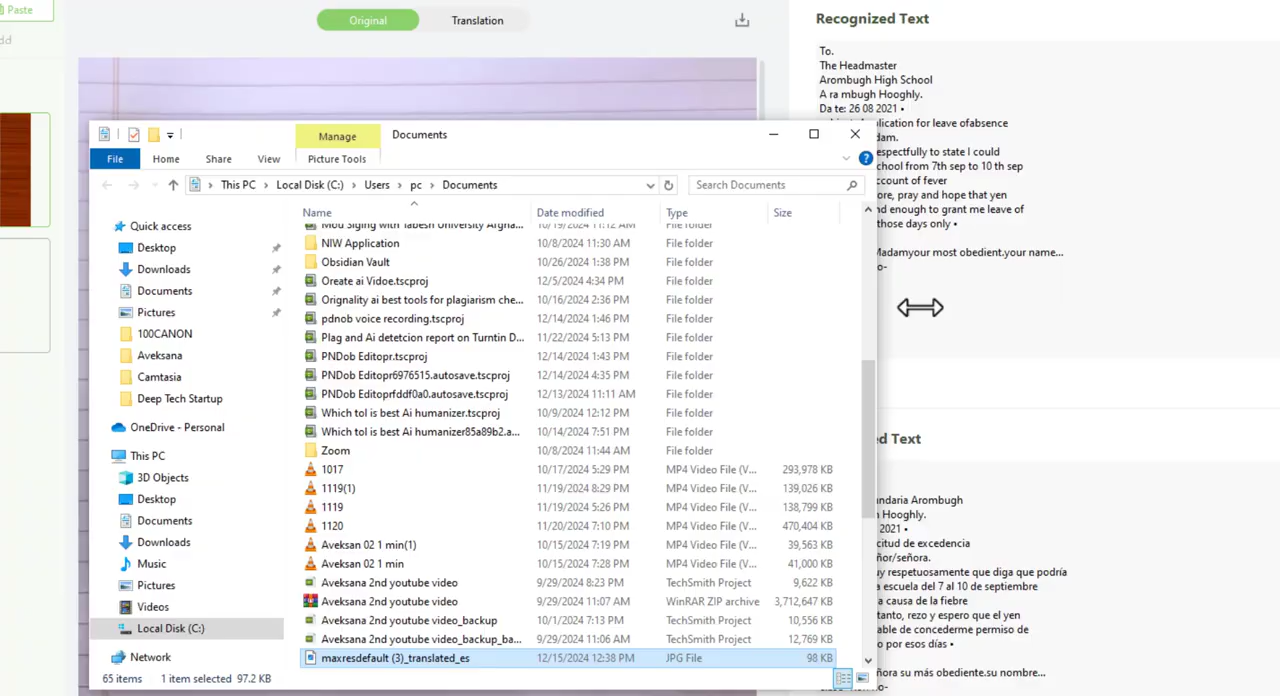 Paste
dd
Original
Translation
Recognized Text
To.
The Headmaster
Arombugh High School
A ra mbugh Hooghly.
Da te: 26 08 2021 •
plication for leave ofabsence
dam.
espectfully to state I could
chool from 7th sep to 10 th sep
ccount of fever
ore, pray and hope that yen
nd enough to grant me leave of
those days only •
Madamyour most obedient.your name...
o-
Manage
Documents
File
Home
Share
View
Picture Tools
This PC
Local Disk (C:)
Users
pc
Documents
Search Documents
Name
Date modified
Type
Size
Quick access
Desktop
Downloads
Documents
Pictures
100CANON
Aveksana
Camtasia
Deep Tech Startup
OneDrive - Personal
This PC
3D Objects
Desktop
Documents
Downloads
Music
Pictures
Videos
Local Disk (C:)
Network
Mou Siging with Tabesh University Afgha... 10/19/2024 11:12 AM File folder
NIW Application 10/8/2024 11:30 AM File folder
Obsidian Vault 10/26/2024 1:38 PM File folder
Oreate ai Vidoe.tscproj 12/5/2024 4:34 PM File folder
Orignality ai best tools for plagiarism che... 10/16/2024 2:36 PM File folder
pdnob voice recording.tscproj 12/14/2024 1:46 PM File folder
Plag and Ai detetcion report on Turntin D... 11/22/2024 5:13 PM File folder
PNDob Editopr.tscproj 12/14/2024 1:43 PM File folder
PNDob Editopr6976515.autosave.tscproj 12/14/2024 4:35 PM File folder
PNDob Editoprfddf0a0.autosave.tscproj 12/13/2024 11:11 AM File folder
Which tol is best Ai humanizer.tscproj 10/9/2024 12:12 PM File folder
Which tol is best Ai humanizer85a89b2.a... 10/14/2024 7:51 PM File folder
Zoom 10/8/2024 11:44 AM File folder
1017 10/17/2024 5:29 PM MP4 Video File (V... 293,978 KB
1119(1) 11/19/2024 8:29 PM MP4 Video File (V... 139,026 KB
1119 11/19/2024 5:26 PM MP4 Video File (V... 138,799 KB
1120 11/20/2024 7:10 PM MP4 Video File (V... 470,404 KB
Aveksan 02 1 min(1) 10/15/2024 7:19 PM MP4 Video File (V... 39,563 KB
Aveksan 02 1 min 10/15/2024 7:28 PM MP4 Video File (V... 41,000 KB
Aveksana 2nd youtube video 9/29/2024 8:23 PM TechSmith Project 9,622 KB
Aveksana 2nd youtube video 9/29/2024 11:07 AM WinRAR ZIP archive 3,712,647 KB
Aveksana 2nd youtube video_backup 10/1/2024 7:13 PM TechSmith Project 10,556 KB
Aveksana 2nd youtube video_backup_ba... 9/29/2024 11:06 AM TechSmith Project 12,769 KB
maxresdefault (3)_translated_es 12/15/2024 12:38 PM JPG File 98 KB
65 items 1 item selected 97.2 KB
ed Text
undaria Arombugh
n Hooghly.
2021 •
citud de excedencia
ñor/señora.
uy respetuosamente que diga que podría
a escuela del 7 al 10 de septiembre
a causa de la fiebre
tanto, rezo y espero que el yen
able de concederme permiso de
o por esos días •
ñora su más obediente.su nombre...
no-